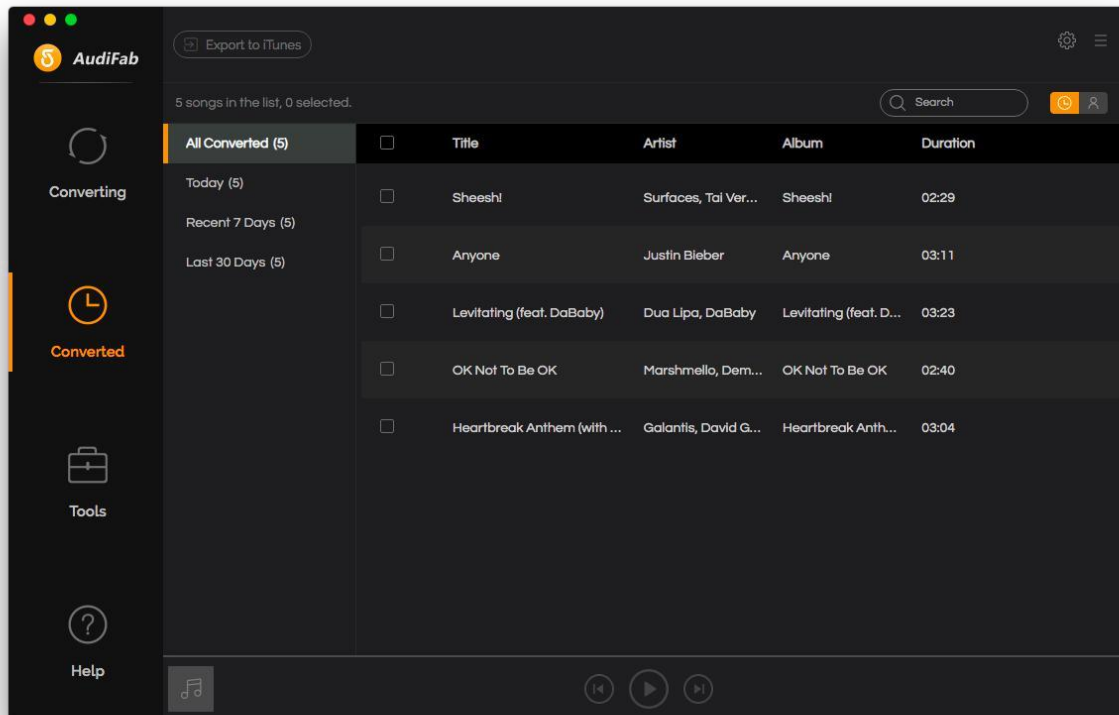 AudiFab
Export to iTunes
5 songs in the list, 0 selected.
Search
Converting
Converted
Tools
?
Help
All Converted (5)
Today (5)
Recent 7 Days (5)
Last 30 Days (5)
Title Artist Album Duration
Sheesh! Surfaces, Tai Ver... Sheesh! 02:29
Anyone Justin Bieber Anyone 03:11
Levitating (feat. DaBaby) Dua Lipa, DaBaby Levitating (feat. D... 03:23
OK Not To Be OK Marshmello, Dem... OK Not To Be OK 02:40
Heartbreak Anthem (with ... Galantis, David G... Heartbreak Anth... 03:04